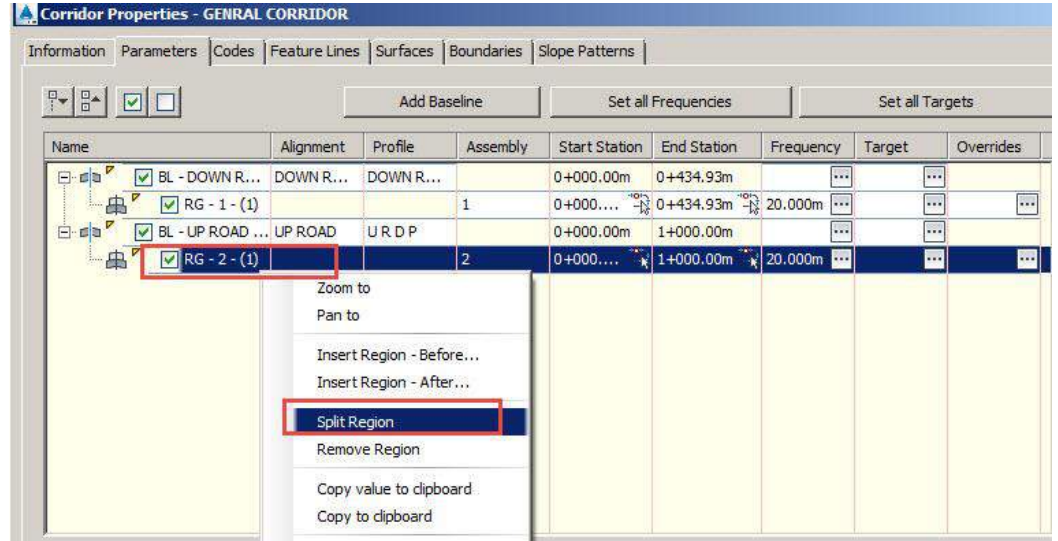 Corridor Properties - GENRAL CORRIDOR
Information Parameters Codes Feature Lines Surfaces Boundaries Slope Patterns
Add Baseline Set all Frequencies Set all Targets
Name Alignment Profile Assembly Start Station End Station Frequency Target Overrides
BL - DOWN R... DOWN R... DOWN R... 0+000.00m 0+434.93m
RG - 1 - (1) 1 0+000.... 0+434.93m 20.000m
BL - UP ROAD ... UP ROAD U R D P 0+000.00m 1+000.00m
RG - 2 - (1) 2 0+000.... 1+000.00m 20.000m
Zoom to
Pan to
Insert Region - Before...
Insert Region - After...
Split Region
Remove Region
Copy value to clipboard
Copy to clipboard